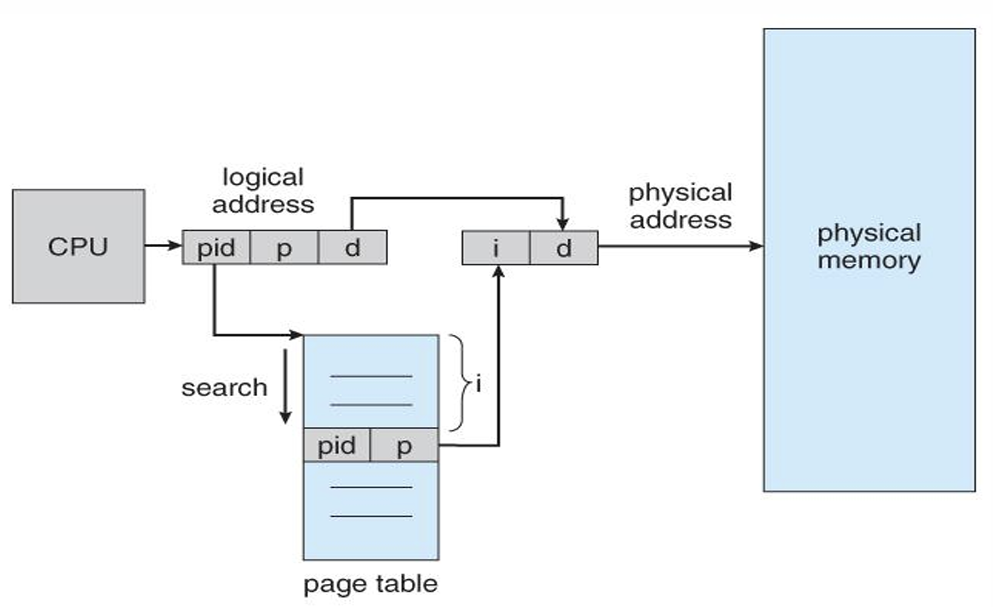 logical
address
physical
address
CPU
pid p d
i d
physical
memory
search
i
pid p
page table